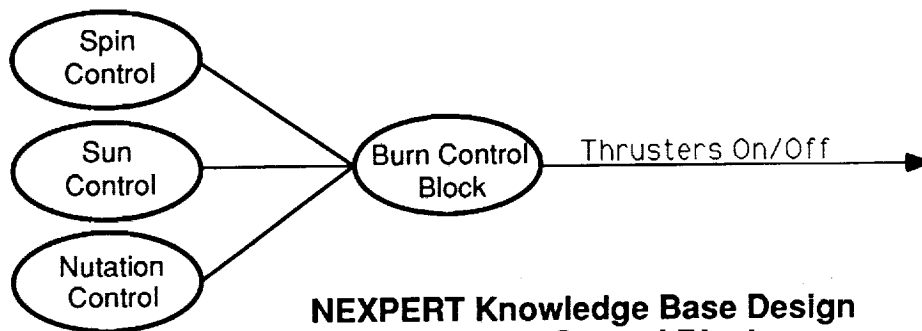 Spin
Control
Sun
Control
Nutation
Control
Burn Control
Block
Thrusters On/Off
NEXPERT Knowledge Base Design